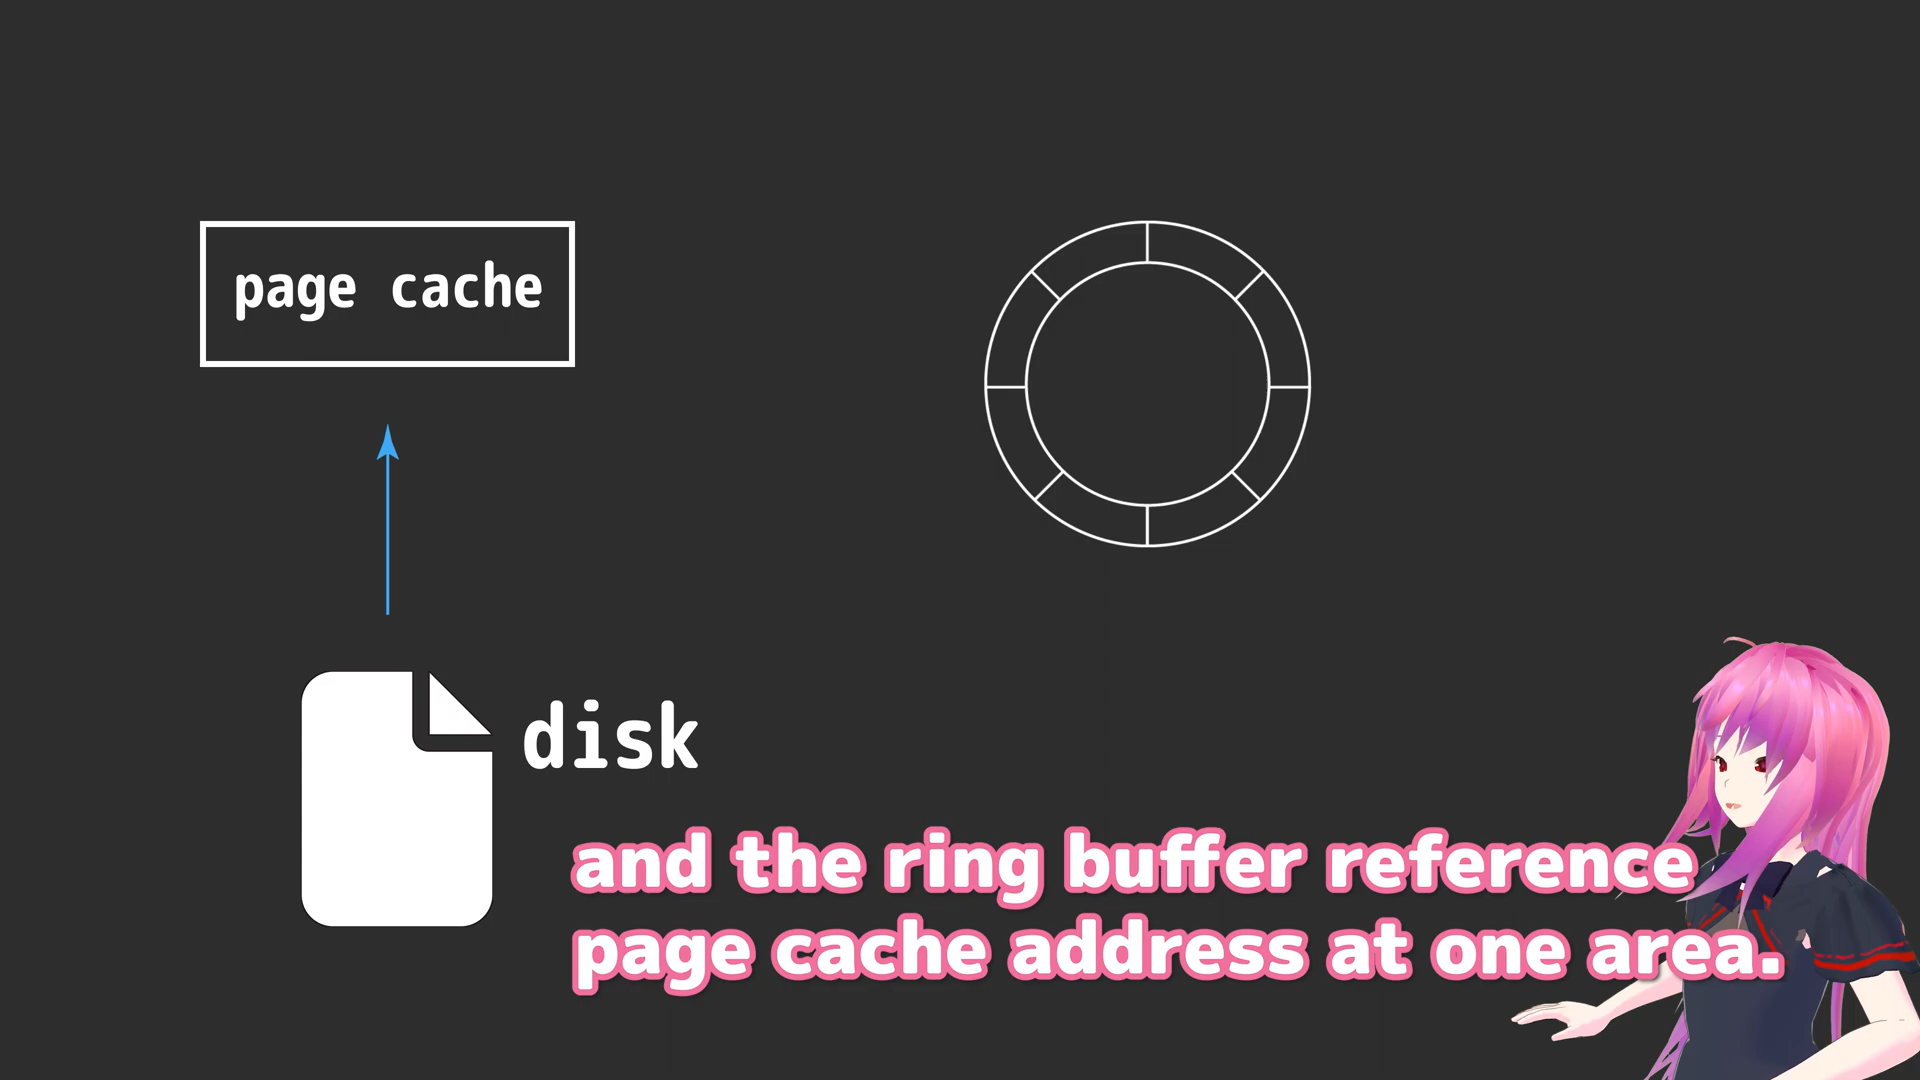 page cache
disk
and the ring buffer reference
page cache address at one area.